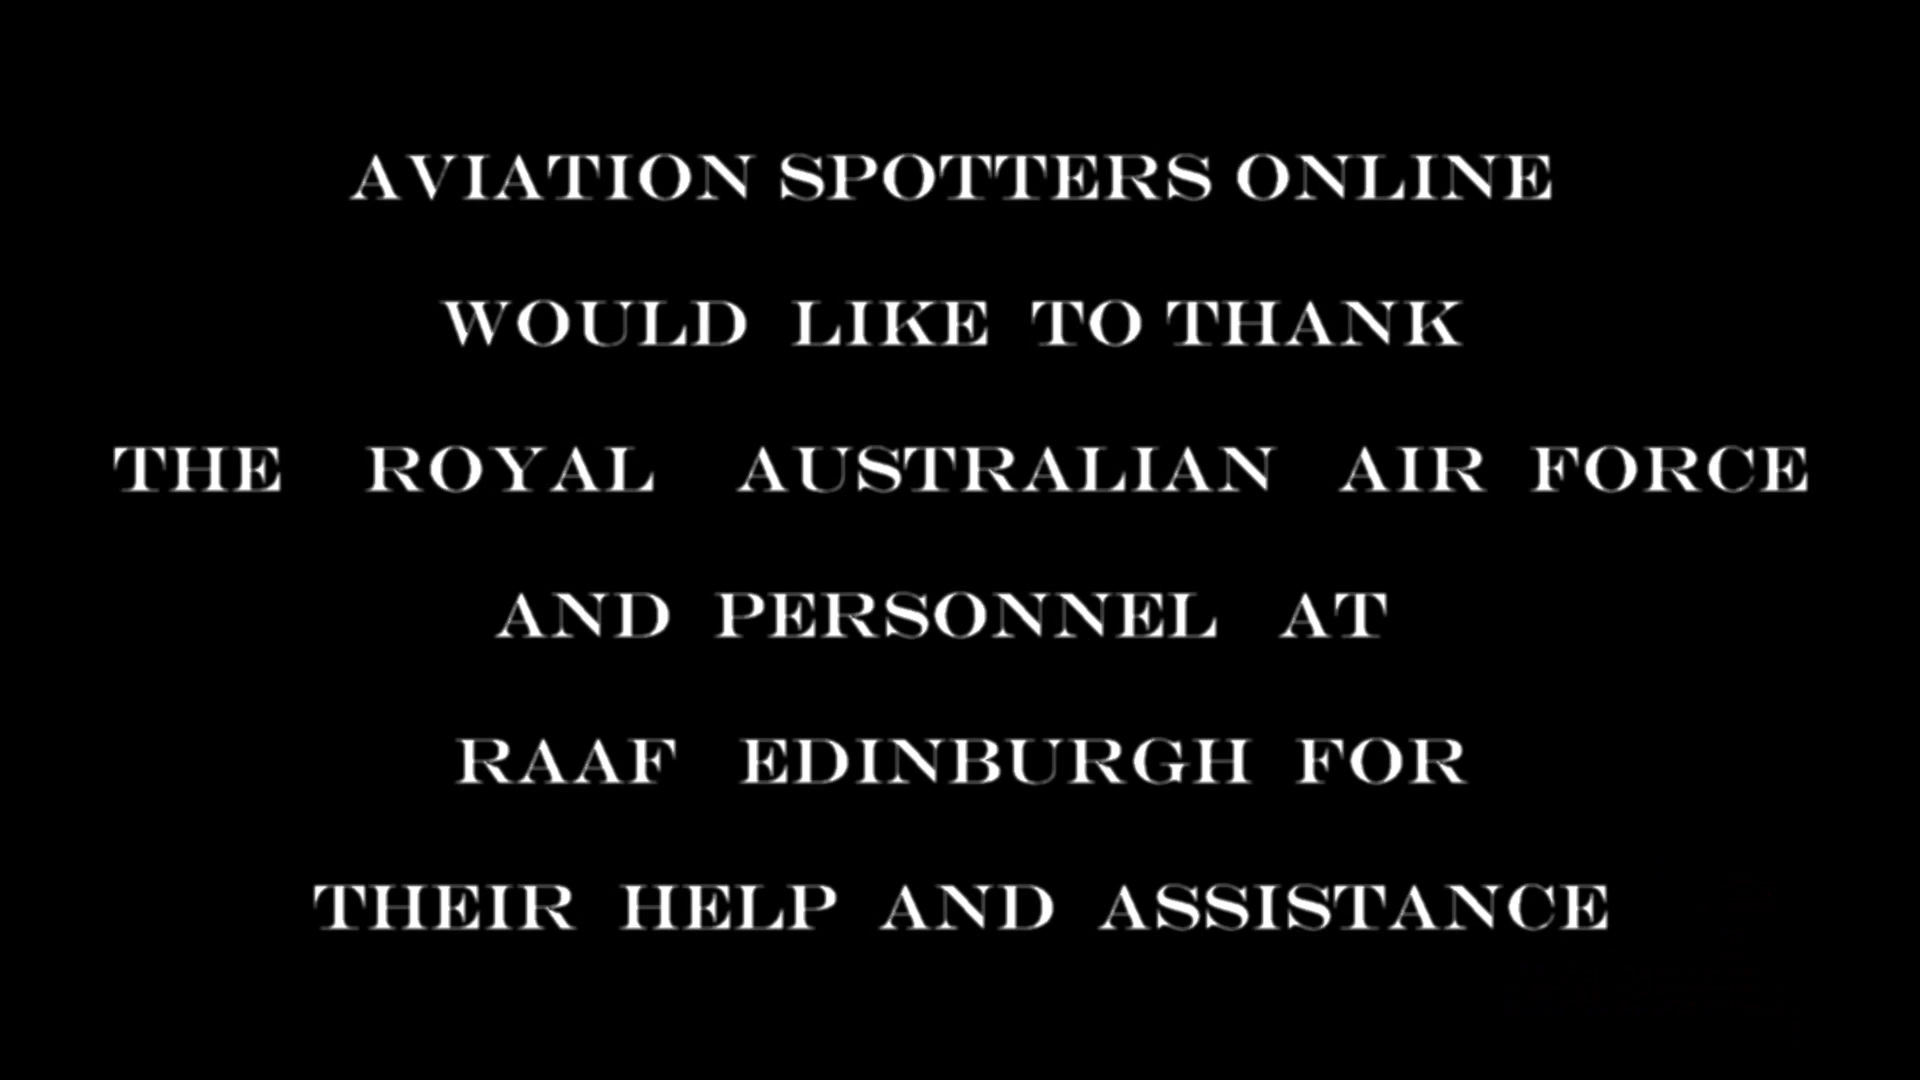 AVIATION SPOTTERS ONLINE
WOULD LIKE TO THANK
THE ROYAL AUSTRALIAN AIR FORCE
AND PERSONNEL AT
RAAF EDINBURGH FOR
THEIR HELP AND ASSISTANCE